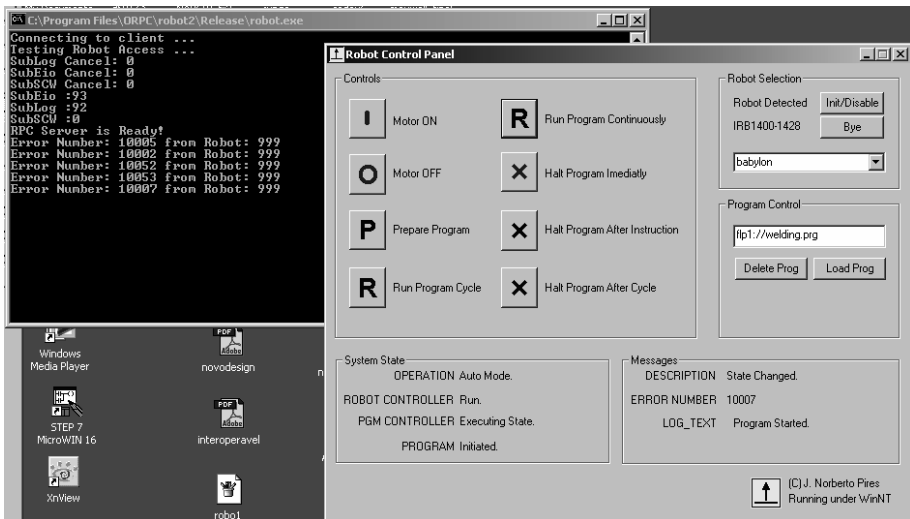 C:\Program Files\ORPC\robot2\Release\robot.exe
Connecting to client ...
Testing Robot Access ...
SubLog Cancel: 0
SubEio Cancel: 0
SubSCW Cancel: 0
SubEio :93
SubLog :92
SubSCW :0
RPC Server is Ready!
Error Number: 10005 from Robot: 999
Error Number: 10002 from Robot: 999
Error Number: 10052 from Robot: 999
Error Number: 10053 from Robot: 999
Error Number: 10007 from Robot: 999
Robot Control Panel
Controls
I
Motor ON
R
Run Program Continuously
O
Motor OFF
X
Halt Program Imediatly
P
Prepare Program
X
Halt Program After Instruction
R
Run Program Cycle
X
Halt Program After Cycle
Robot Selection
Robot Detected
Init/Disable
IRB1400-1428
Bye
babylon
Program Control
flp1://welding.prg
Delete Prog
Load Prog
System State
OPERATION Auto Mode.
ROBOT CONTROLLER Run.
PGM CONTROLLER Executing State.
PROGRAM Initiated.
Messages
DESCRIPTION State Changed.
ERROR NUMBER 10007
LOG_TEXT Program Started.
(C) J. Norberto Pires
Running under WinNT
Windows
Media Player
PDF
Adobe
novodesign
STEP 7
MicroWIN 16
PDF
Adobe
interoperavel
XnView
robo1